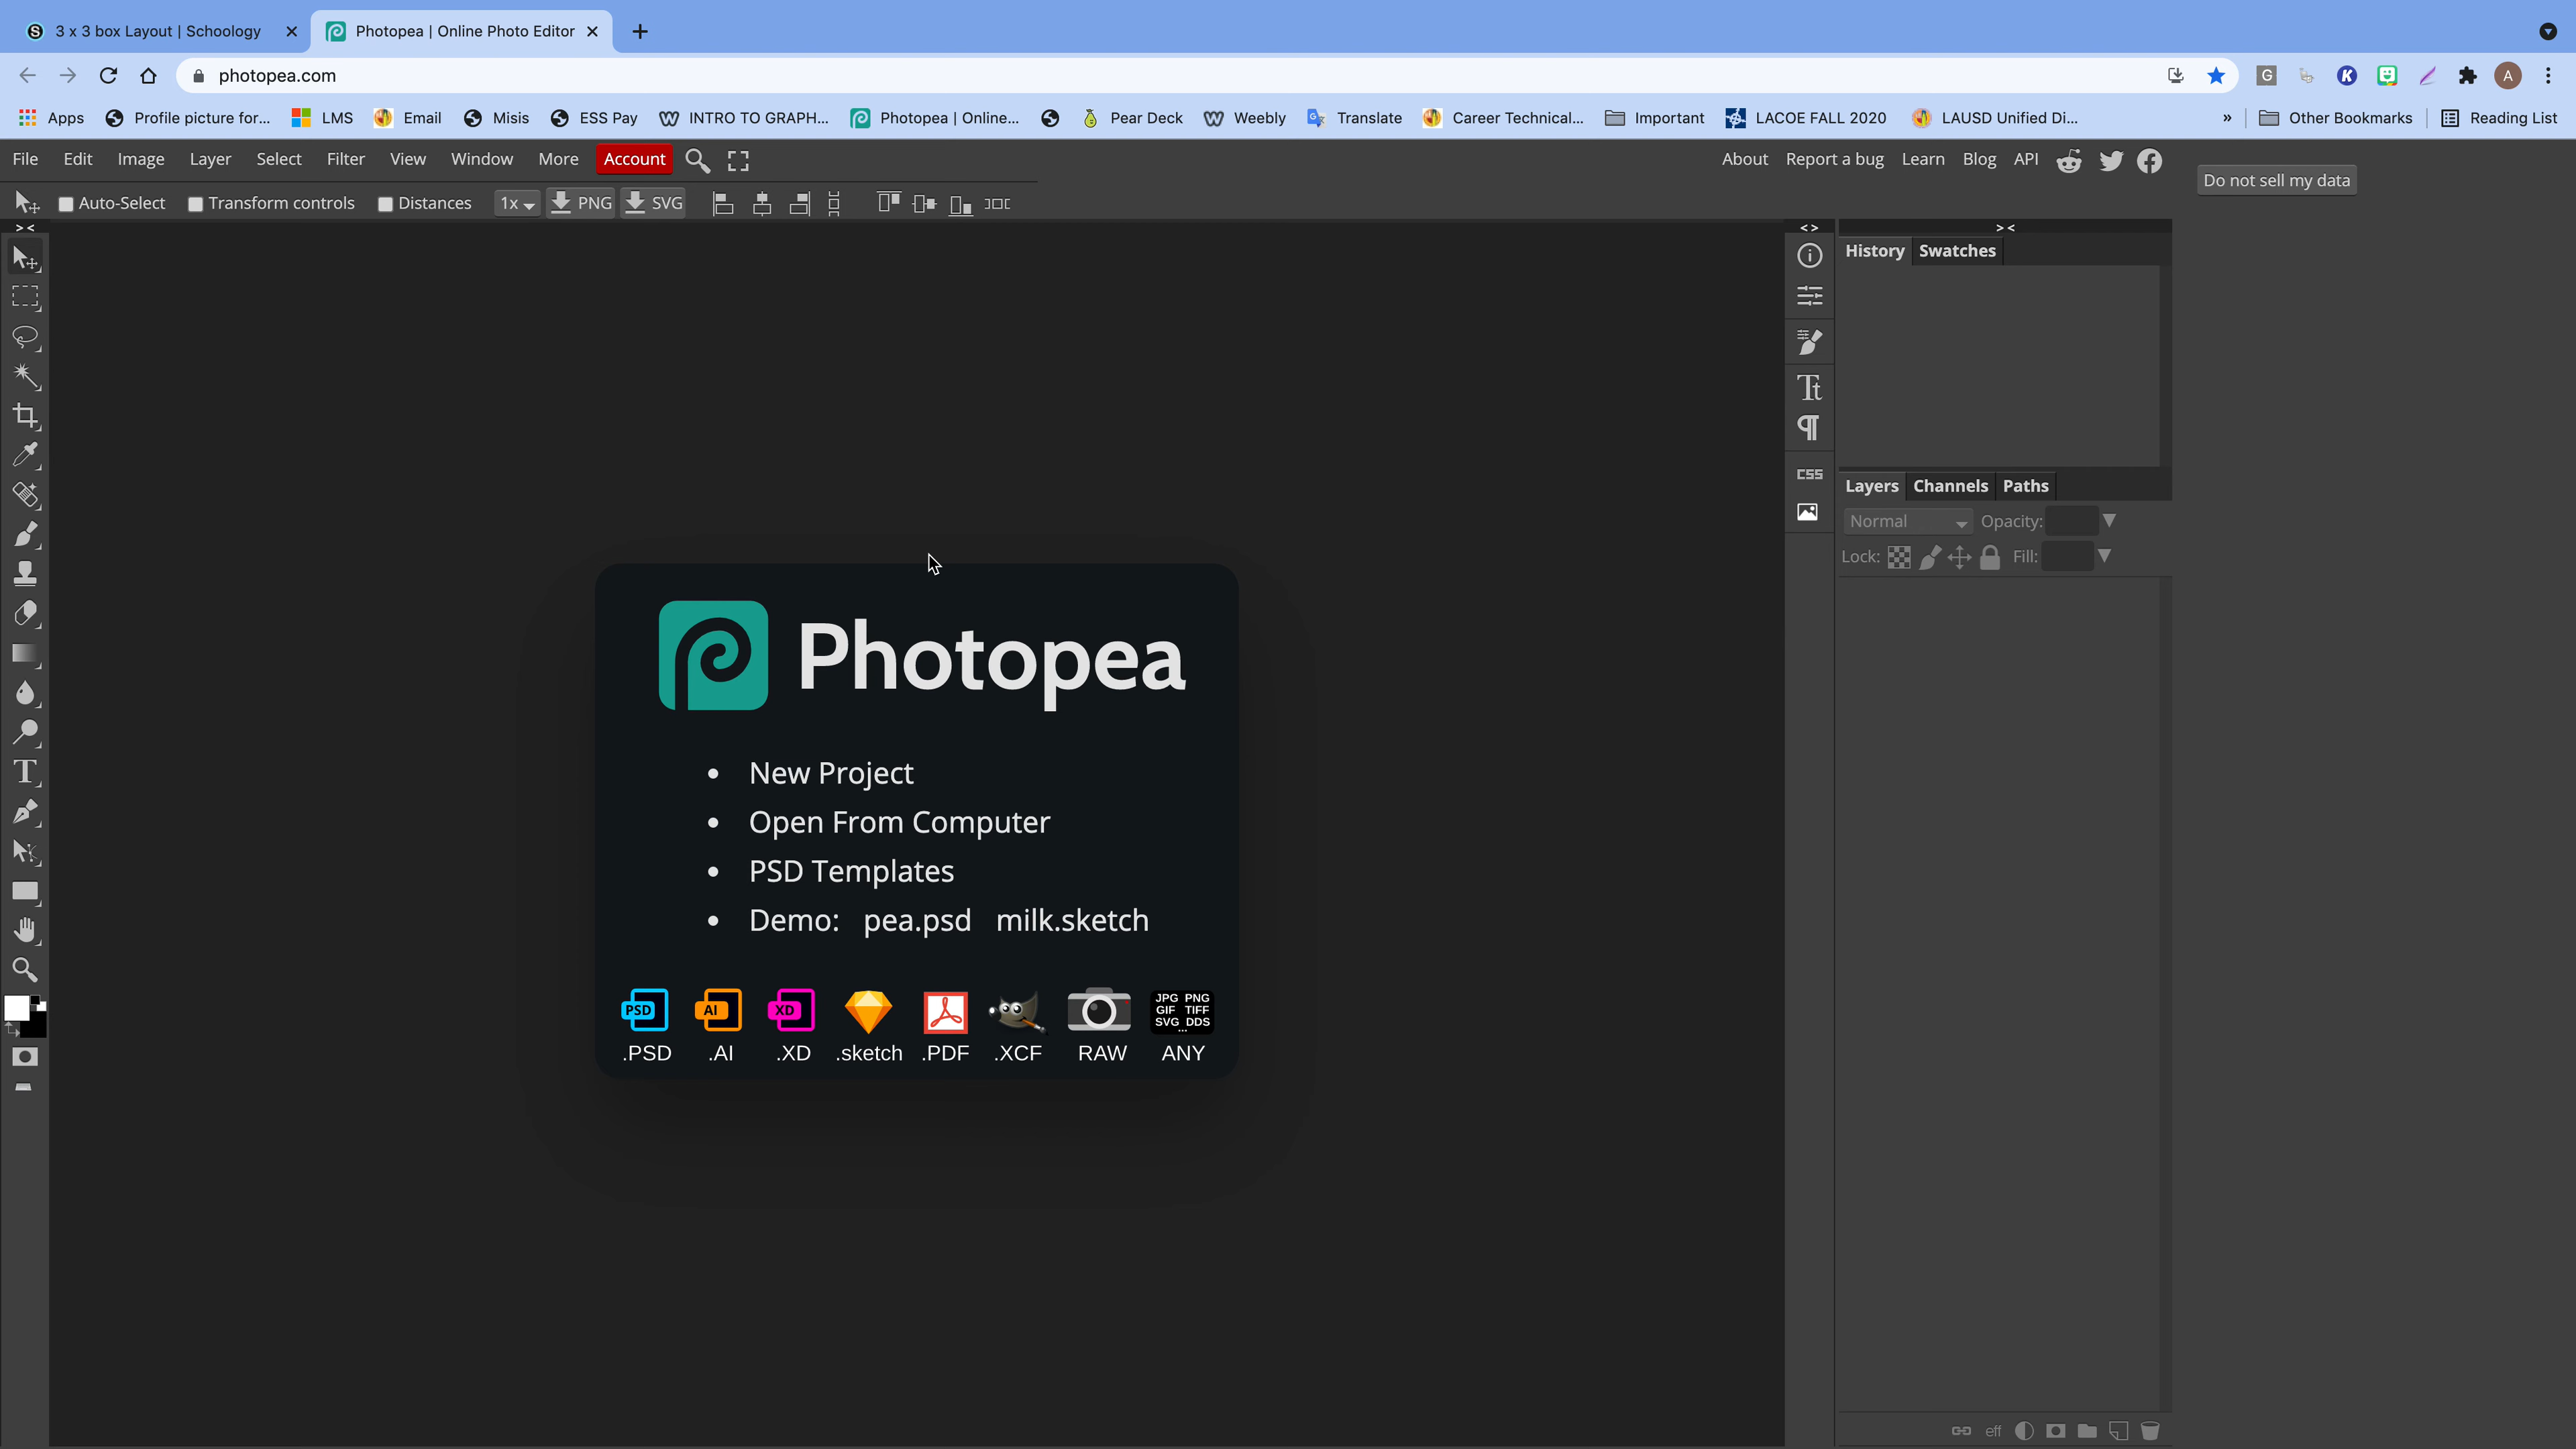 3 x 3 box Layout | Schoology
Photopea | Online Photo Editor
photopea.com
Apps Profile picture for... LMS Email Misis ESS Pay INTRO TO GRAPH... Photopea | Online... Pear Deck Weebly Translate Career Technical... Important LACOE FALL 2020 LAUSD Unified Di... » Other Bookmarks Reading List
File Edit Image Layer Select Filter View Window More Account About Report a bug Learn Blog API
Do not sell my data
Auto-Select Transform controls Distances 1x PNG SVG
> < < > > <
History Swatches
CSS
Layers Channels Paths
Normal Opacity:
Lock: Fill:
Photopea
• New Project
• Open From Computer
• PSD Templates
• Demo: pea.psd milk.sketch
PSD AI XD JPG PNG
GIF TIFF
SVG DDS
...
.PSD .AI .XD .sketch .PDF .XCF RAW ANY
eff